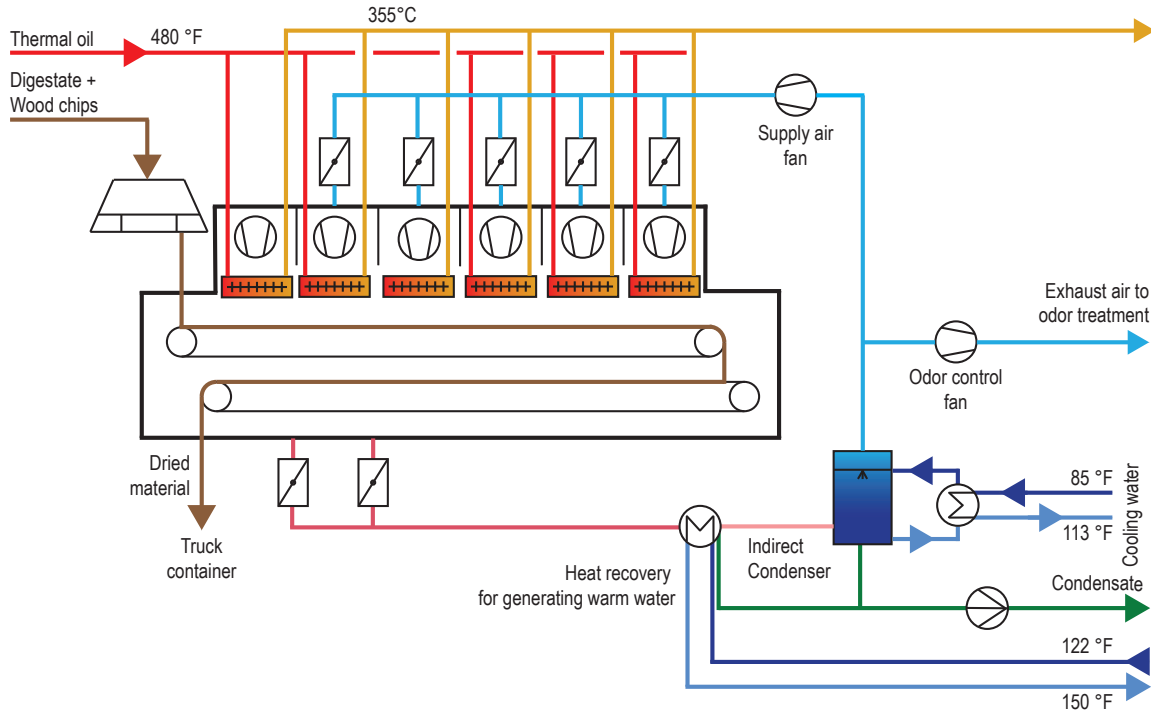 355°C
Thermal oil
480 °F
Digestate +
Wood chips
Supply air
fan
Exhaust air to
odor treatment
Odor control
fan
Dried
material
Truck
container
85 °F
113 °F
Cooling water
Indirect
Condenser
Heat recovery
for generating warm water
Condensate
122 °F
150 °F